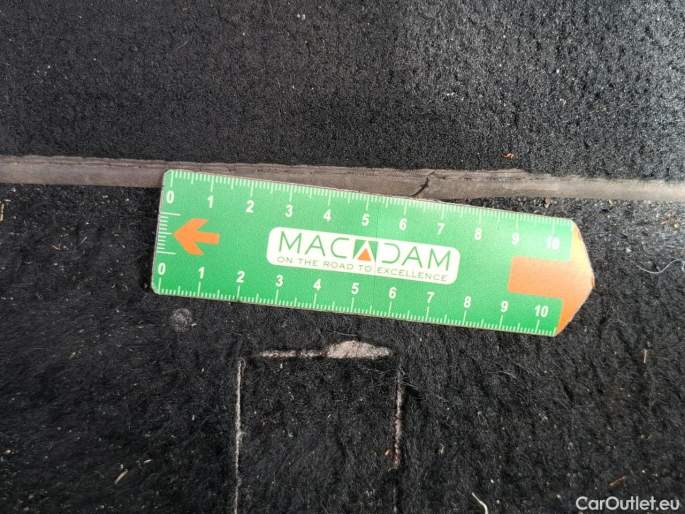 0 1 2 3 4 5 6 7 8 9 10
MACADAM
ON THE ROAD TO EXCELLENCE
0 1 2 3 4 5 6 7 8 9 10
CarOutlet.eu